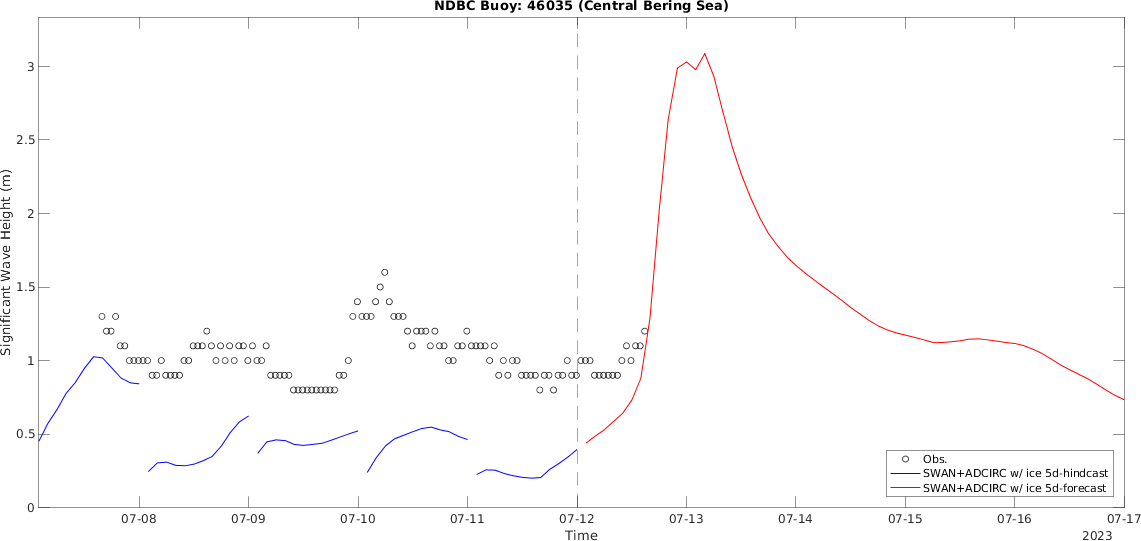 NDBC Buoy: 46035 (Central Bering Sea)
Significant Wave Height (m)
3
2.5
2
1.5
1
0.5
0
Obs.
SWAN+ADCIRC w/ ice 5d-hindcast
SWAN+ADCIRC w/ ice 5d-forecast
07-08 07-09 07-10 07-11 07-12 07-13 07-14 07-15 07-16 07-17
Time
2023